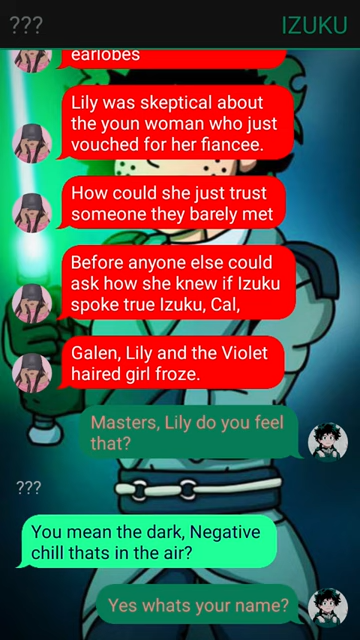 ??? IZUKU
earlobes
Lily was skeptical about
the youn woman who just
vouched for her fiancee.
How could she just trust
someone they barely met
Before anyone else could
ask how she knew if Izuku
spoke true Izuku, Cal,
Galen, Lily and the Violet
haired girl froze.
Masters, Lily do you feel
that?
???
You mean the dark, Negative
chill thats in the air?
Yes whats your name?